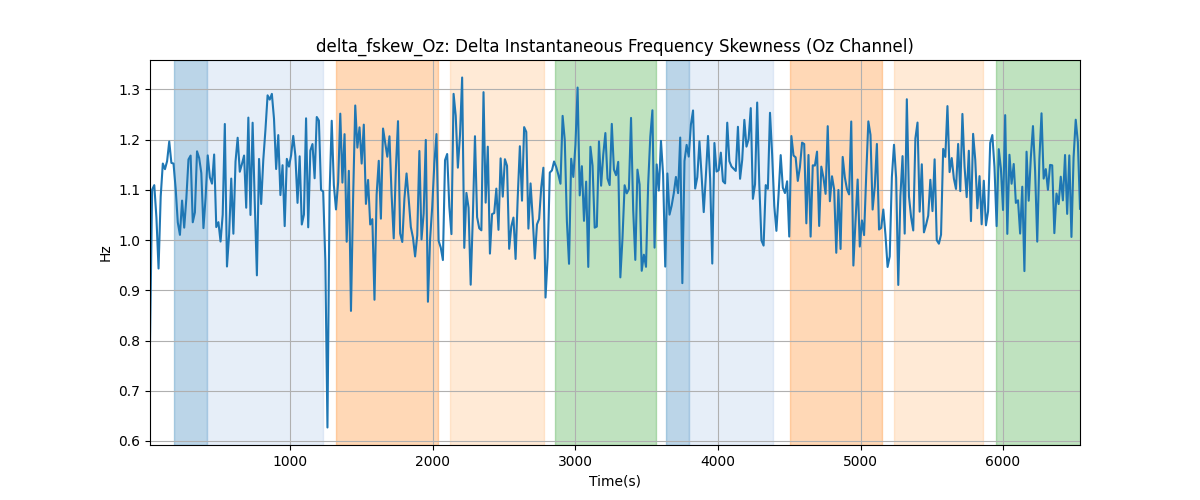 delta_fskew_Oz: Delta Instantaneous Frequency Skewness (Oz Channel)
1.3
1.2
1.1
1.0
0.9
0.8
0.7
0.6
Hz
1000 2000 3000 4000 5000 6000
Time(s)